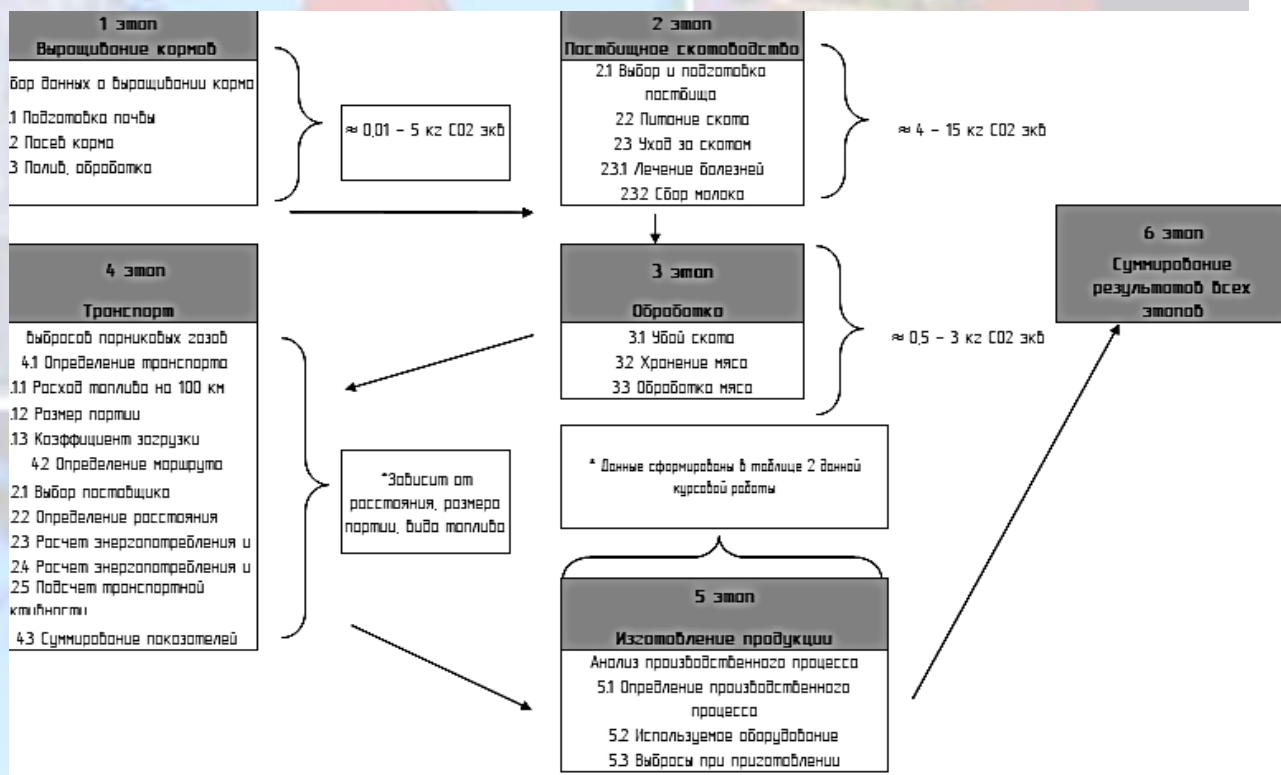 1 этап
Выращивание кормов
бор данных о выращивании корма
.1 Подготовка почвы
.2 Посев корма
.3 Полив, обработка
≈ 0,01 – 5 кг CO2 экв
2 этап
Пастбищное скотоводство
2.1 Выбор и подготовка
пастбища
2.2 Питание скота
2.3 Уход за скотом
2.3.1 Лечение болезней
2.3.2 Сбор молока
≈ 4 – 15 кг CO2 экв
3 этап
Обработка
3.1 Убой скота
3.2 Хранение мяса
3.3 Обработка мяса
≈ 0,5 – 3 кг CO2 экв
4 этап
Транспорт
выбросов парниковых газов
4.1 Определение транспорта
.1.1 Расход топлива на 100 км
.1.2 Размер партии
.1.3 Коэффициент загрузки
4.2 Определение маршрута
.2.1 Выбор поставщика
.2.2 Определение расстояния
.2.3 Расчет энергопотребления и
.2.4 Расчет энергопотребления и
.2.5 Подсчет транспортной
ктивности
4.3 Суммирование показателей
*Зависит от
расстояния, размера
партии, вида топлива
* Данные сформированы в таблице 2 данной
курсовой работы
5 этап
Изготовление продукции
Анализ производственного процесса
5.1 Опредление производственного
процесса
5.2 Используемое оборудование
5.3 Выбросы при приготовлении
6 этап
Суммирование
результатов всех
этапов